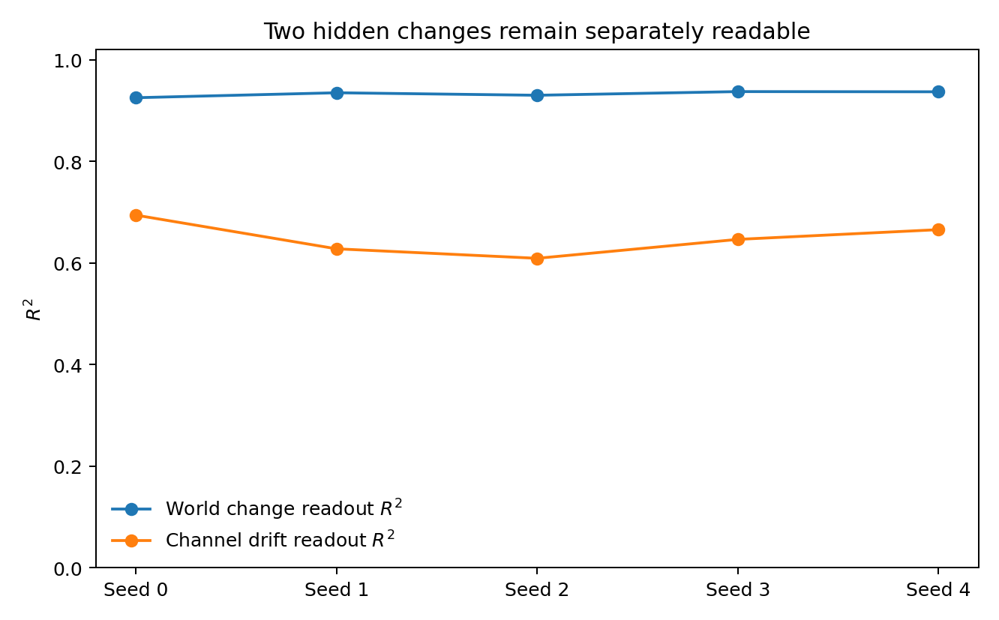 Two hidden changes remain separately readable
1.0
0.8
0.6
0.4
0.2
0.0
R²
World change readout R²
Channel drift readout R²
Seed 0 Seed 1 Seed 2 Seed 3 Seed 4